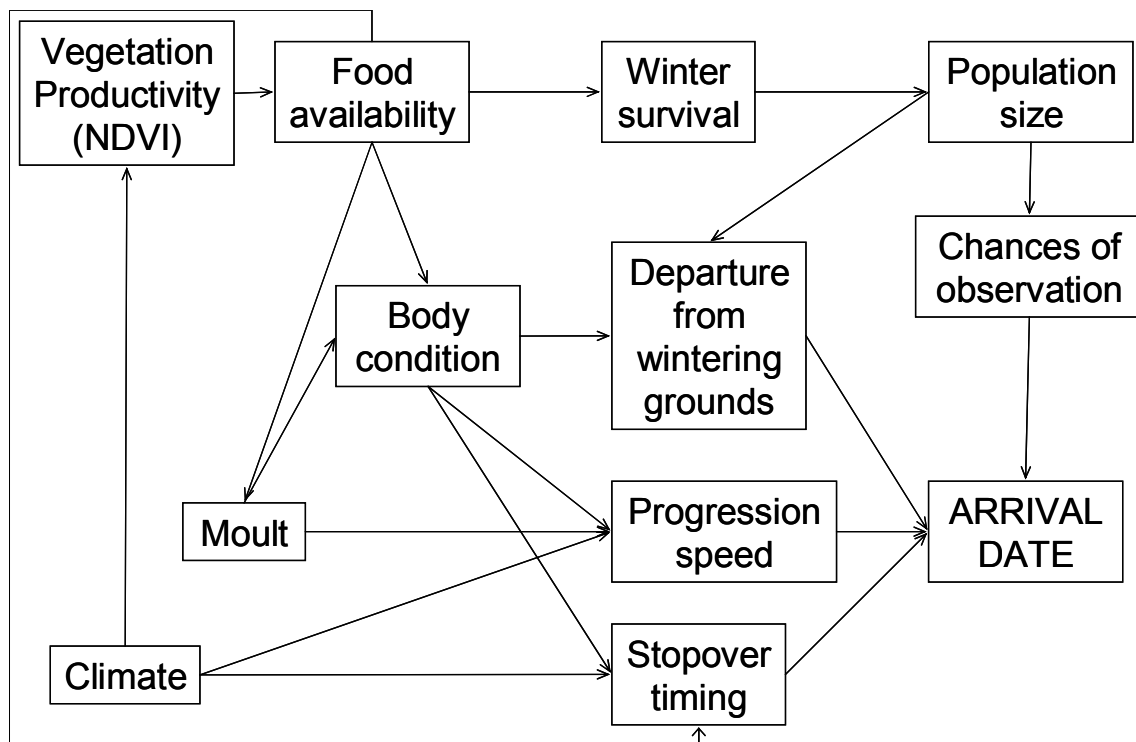 Vegetation
Productivity
(NDVI)
Food
availability
Winter
survival
Population
size
Chances of
observation
Departure
from
wintering
grounds
Body
condition
Moult
Progression
speed
ARRIVAL
DATE
Climate
Stopover
timing